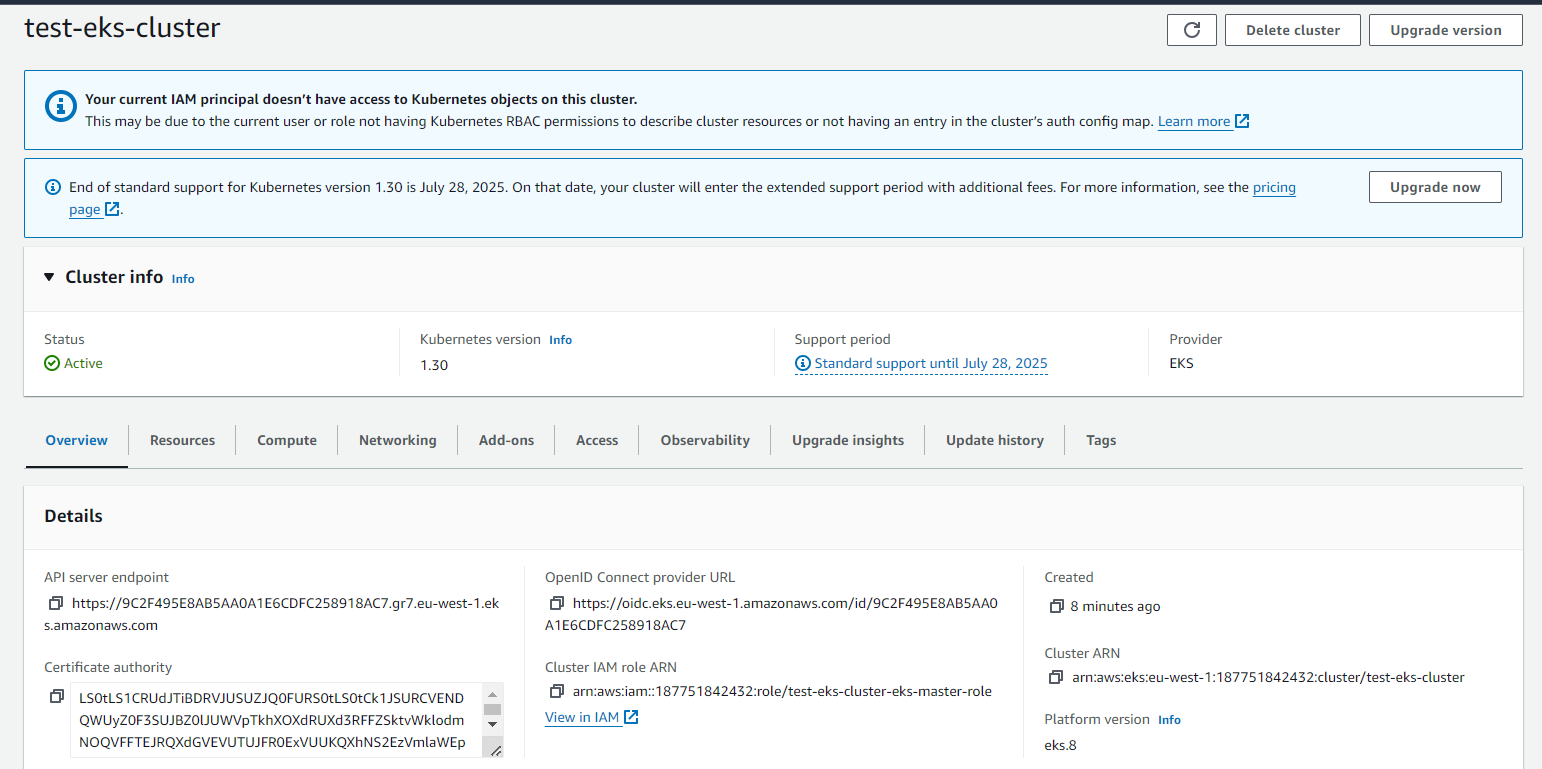 test-eks-cluster
Delete cluster
Upgrade version
Your current IAM principal doesn’t have access to Kubernetes objects on this cluster.
This may be due to the current user or role not having Kubernetes RBAC permissions to describe cluster resources or not having an entry in the cluster’s auth config map. Learn more
End of standard support for Kubernetes version 1.30 is July 28, 2025. On that date, your cluster will enter the extended support period with additional fees. For more information, see the pricing
page.
Upgrade now
Cluster info Info
Status
Active
Kubernetes version Info
1.30
Support period
Standard support until July 28, 2025
Provider
EKS
Overview
Resources
Compute
Networking
Add-ons
Access
Observability
Upgrade insights
Update history
Tags
Details
API server endpoint
https://9C2F495E8AB5AA0A1E6CDFC258918AC7.gr7.eu-west-1.ek
s.amazonaws.com
Certificate authority
LS0tLS1CRUdJTiBDRVJUSUZJQ0FURS0tLS0tCk1JSURCVEND
QWUyZ0F3SUJBZ0lJUWVpTkhXOXdRUXd3RFFZSktvWklodm
NOQVFFTEJRQXdGVEVUTUJFR0ExVUUKQXhNS2EzVmlaWEp
OpenID Connect provider URL
https://oidc.eks.eu-west-1.amazonaws.com/id/9C2F495E8AB5AA0
A1E6CDFC258918AC7
Cluster IAM role ARN
arn:aws:iam::187751842432:role/test-eks-cluster-eks-master-role
View in IAM
Created
8 minutes ago
Cluster ARN
arn:aws:eks:eu-west-1:187751842432:cluster/test-eks-cluster
Platform version Info
eks.8